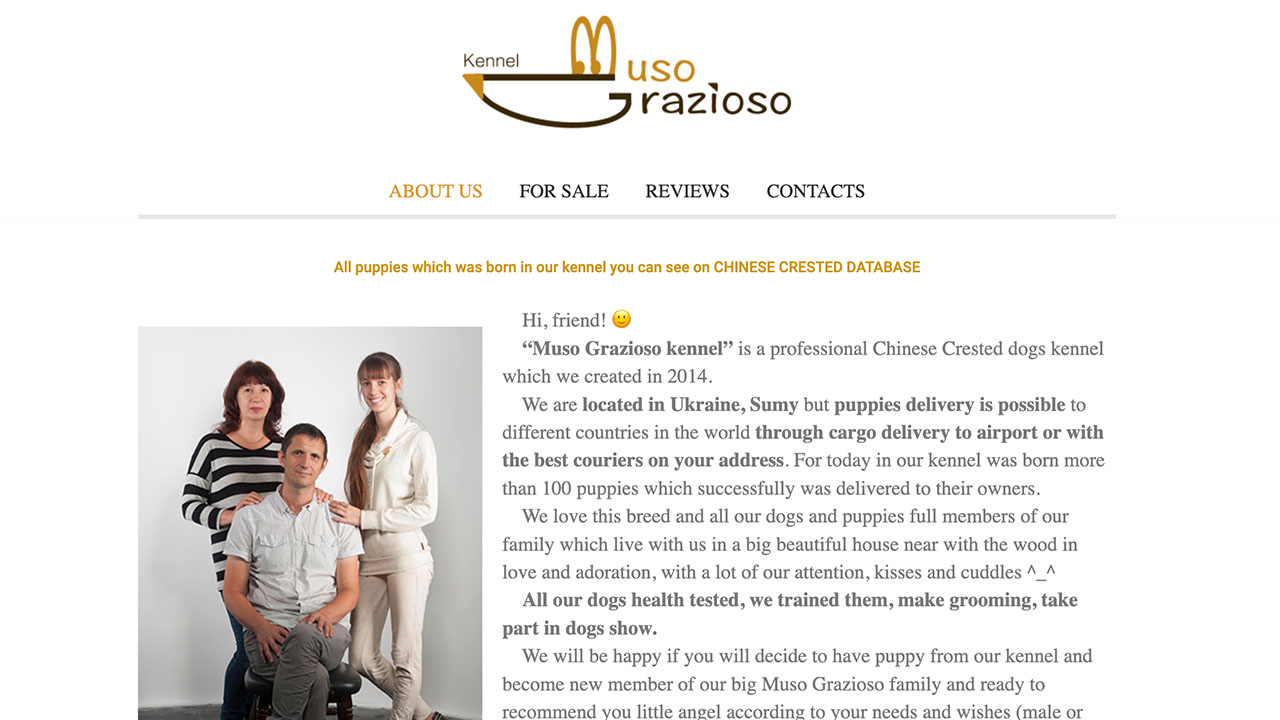 Kennel
Muso
Grazioso
ABOUT US FOR SALE REVIEWS CONTACTS
All puppies which was born in our kennel you can see on CHINESE CRESTED DATABASE
Hi, friend! 🙂
“Muso Grazioso kennel” is a professional Chinese Crested dogs kennel
which we created in 2014.
We are located in Ukraine, Sumy but puppies delivery is possible to
different countries in the world through cargo delivery to airport or with
the best couriers on your address. For today in our kennel was born more
than 100 puppies which successfully was delivered to their owners.
We love this breed and all our dogs and puppies full members of our
family which live with us in a big beautiful house near with the wood in
love and adoration, with a lot of our attention, kisses and cuddles ^_^
All our dogs health tested, we trained them, make grooming, take
part in dogs show.
We will be happy if you will decide to have puppy from our kennel and
become new member of our big Muso Grazioso family and ready to
recommend you little angel according to your needs and wishes (male or